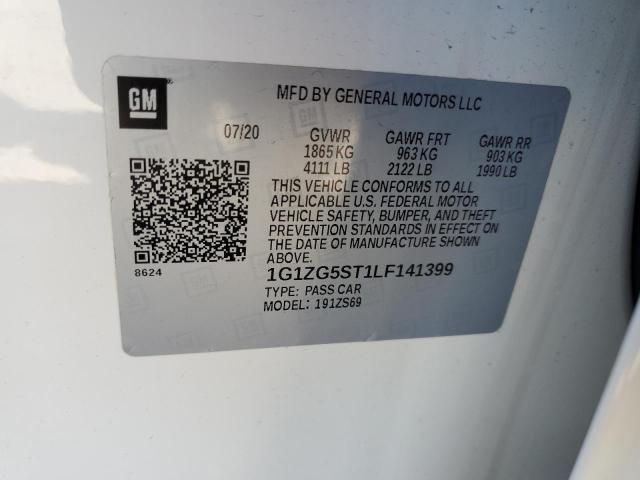 GM
MFD BY GENERAL MOTORS LLC
07/20 GVWR GAWR FRT GAWR RR
1865 KG 963 KG 903 KG
4111 LB 2122 LB 1990 LB
THIS VEHICLE CONFORMS TO ALL
APPLICABLE U.S. FEDERAL MOTOR
VEHICLE SAFETY, BUMPER, AND THEFT
PREVENTION STANDARDS IN EFFECT ON
THE DATE OF MANUFACTURE SHOWN
ABOVE.
8624
1G1ZG5ST1LF141399
TYPE: PASS CAR
MODEL: 191ZS69